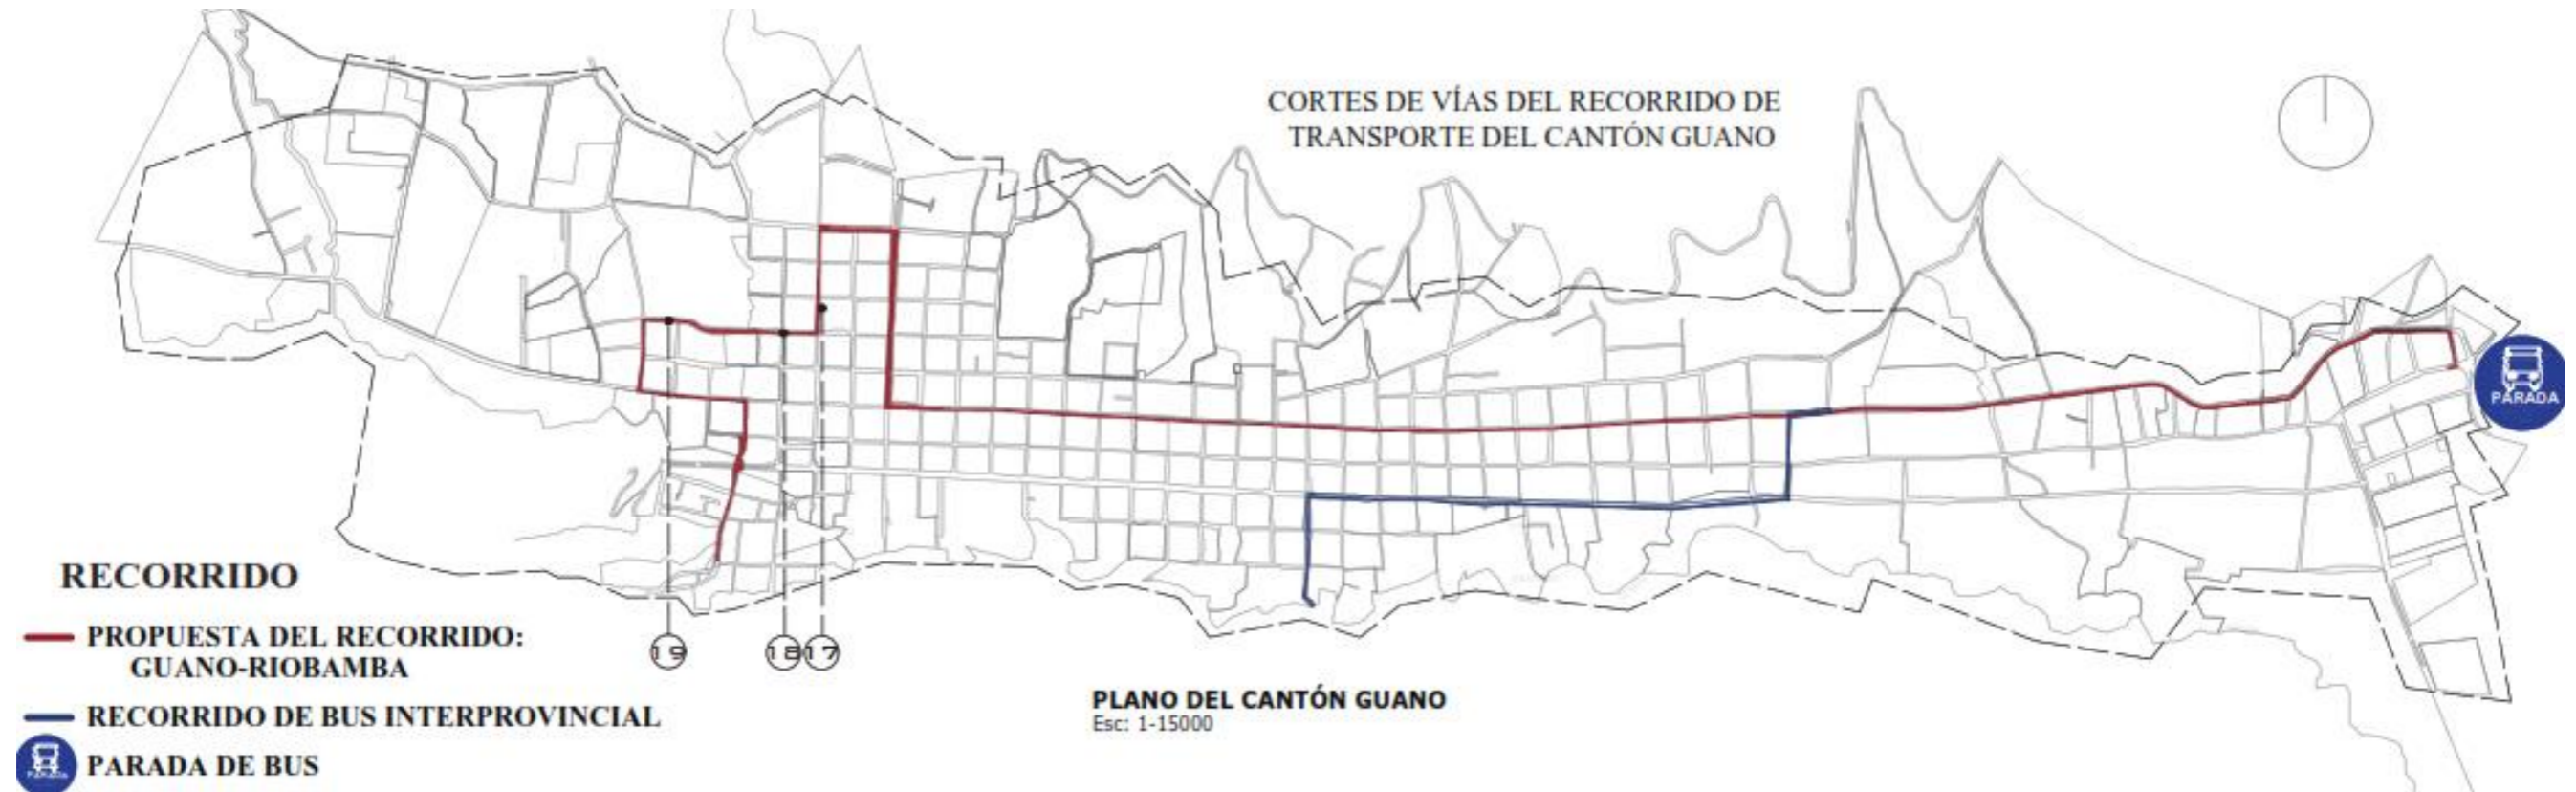 CORTES DE VÍAS DEL RECORRIDO DE
TRANSPORTE DEL CANTÓN GUANO
PARADA
RECORRIDO
PROPUESTA DEL RECORRIDO:
GUANO-RIOBAMBA
RECORRIDO DE BUS INTERPROVINCIAL
PARADA
PARADA DE BUS
19
18
17
PLANO DEL CANTÓN GUANO
Esc: 1-15000